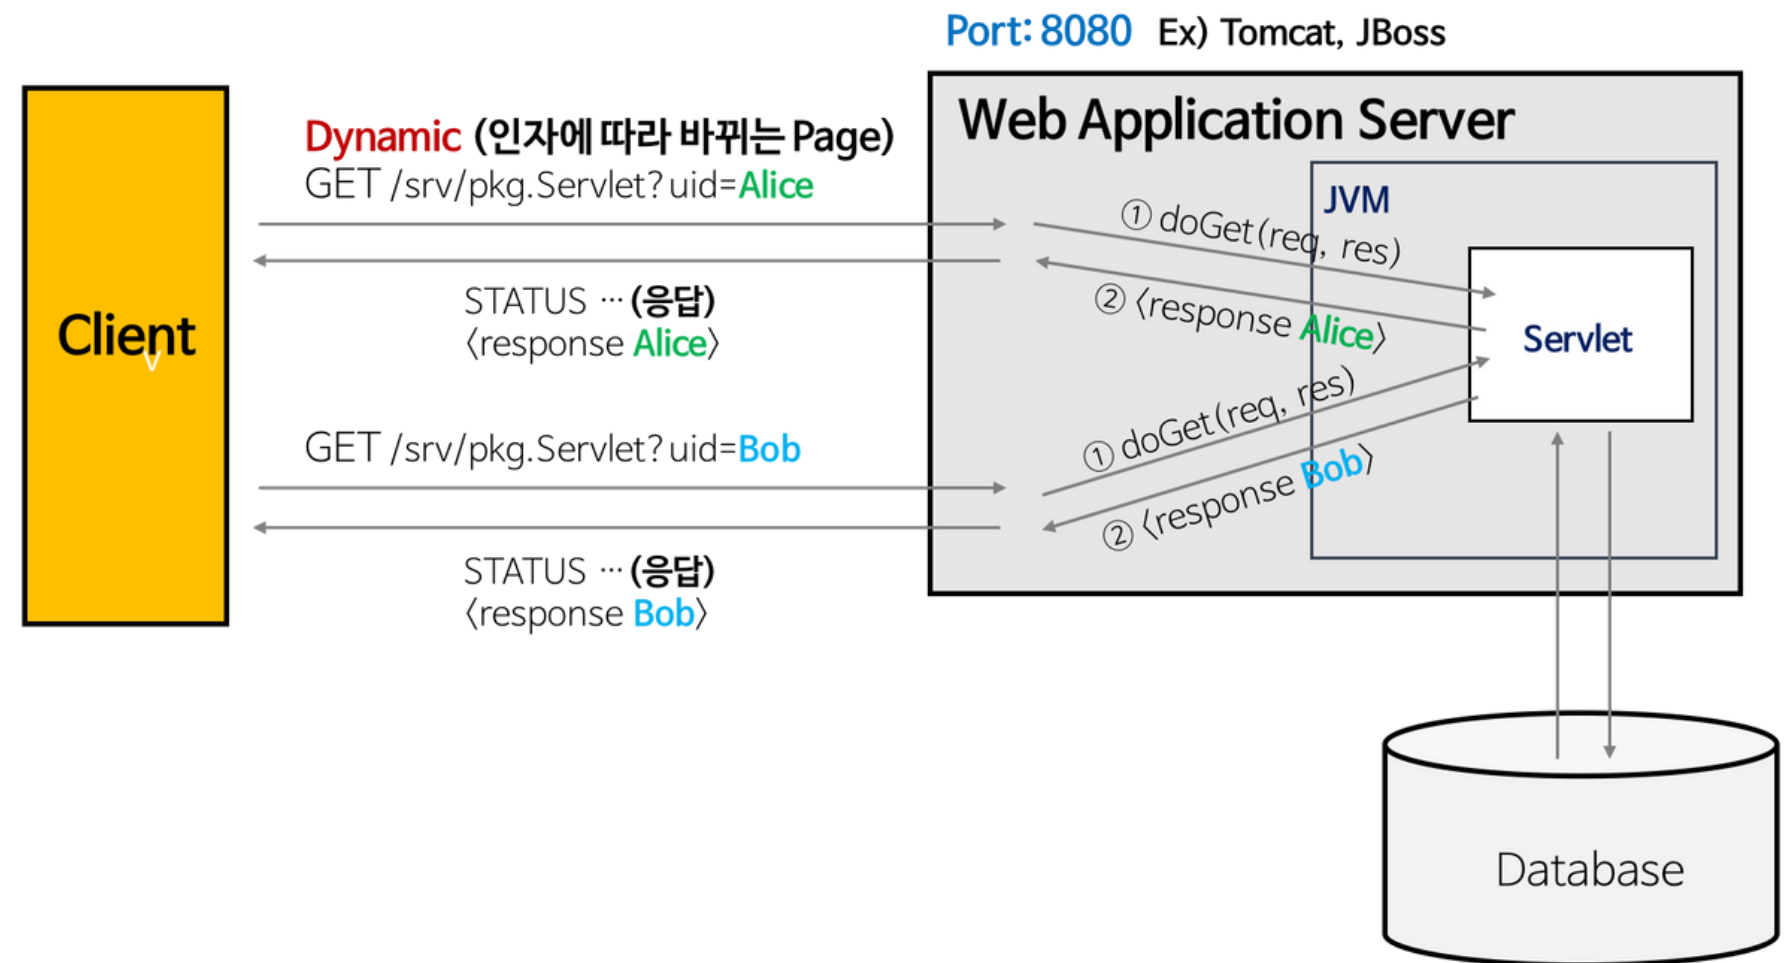 Port: 8080 Ex) Tomcat, JBoss
Web Application Server
Dynamic (인자에 따라 바뀌는 Page)
GET /srv/pkg.Servlet? uid=Alice
JVM
① doGet(req, res)
② 〈response Alice〉
STATUS … (응답)
〈response Alice〉
Client
v
Servlet
① doGet(req, res)
② 〈response Bob〉
GET /srv/pkg.Servlet? uid=Bob
STATUS … (응답)
〈response Bob〉
Database